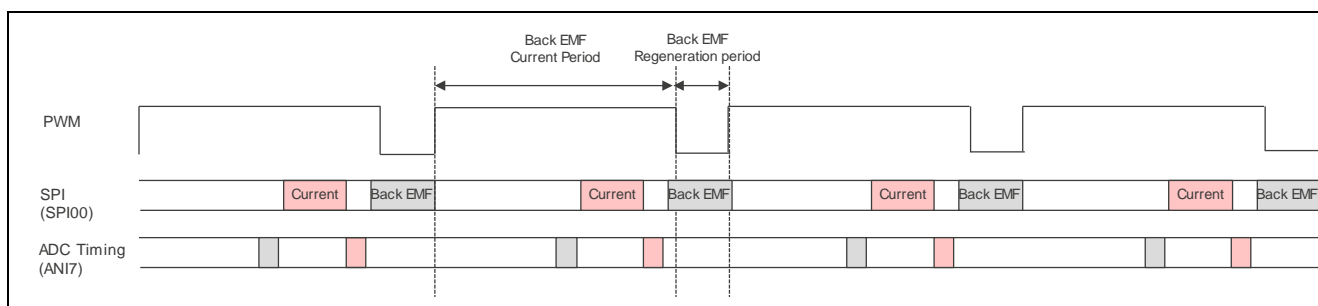 Back EMF
Current Period
Back EMF
Regeneration period
PWM
SPI
(SPI00)
Current Back EMF Current Back EMF Current Back EMF Current Back EMF
ADC Timing
(ANI7)